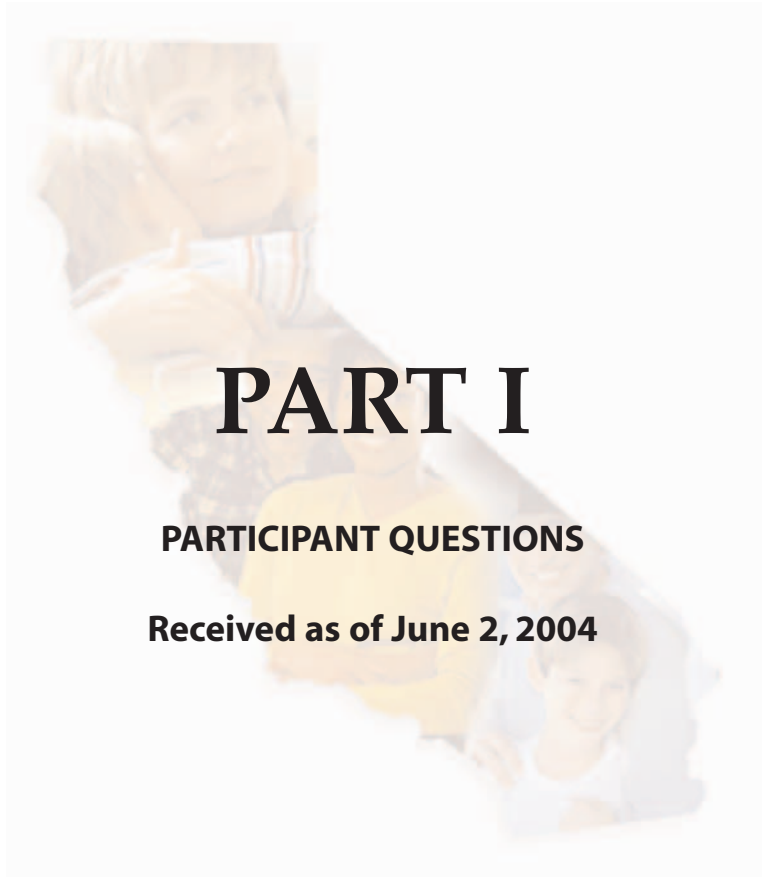 PART I
PARTICIPANT QUESTIONS
Received as of June 2, 2004